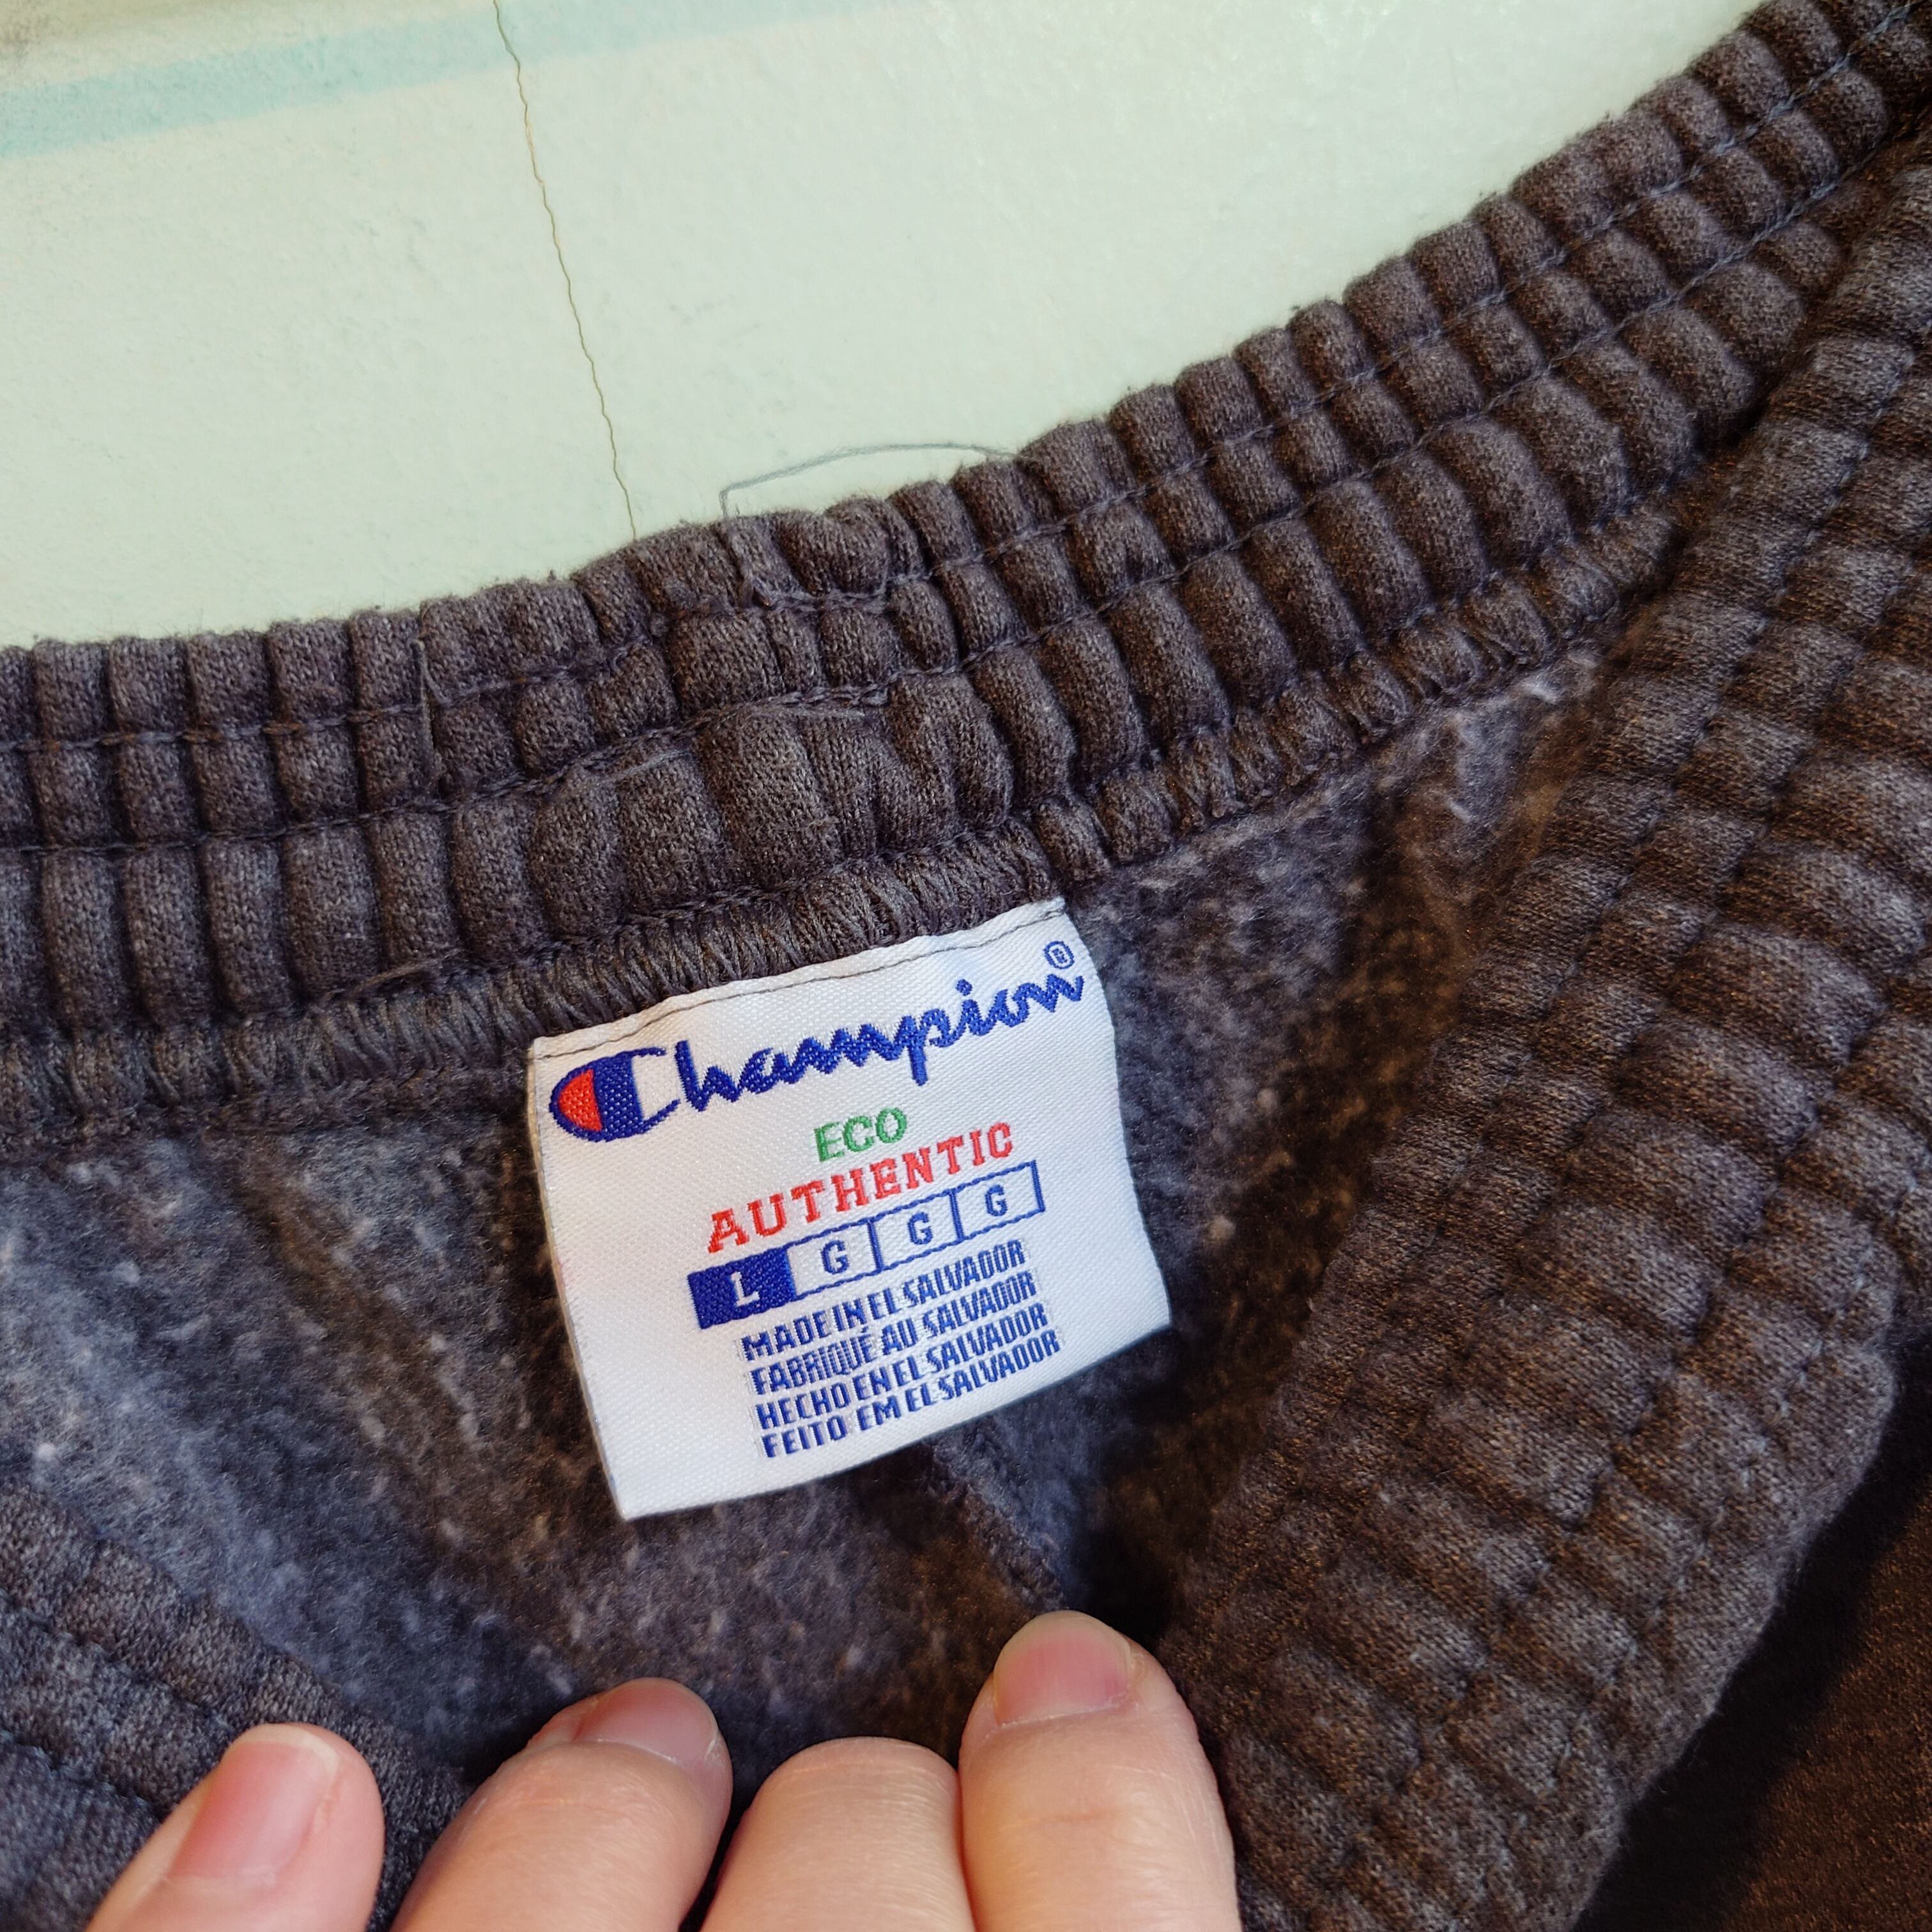 Champion®
ECO
AUTHENTIC
L G G G
MADE IN EL SALVADOR
FABRIQUÉ AU SALVADOR
HECHO EN EL SALVADOR
FEITO EM EL SALVADOR